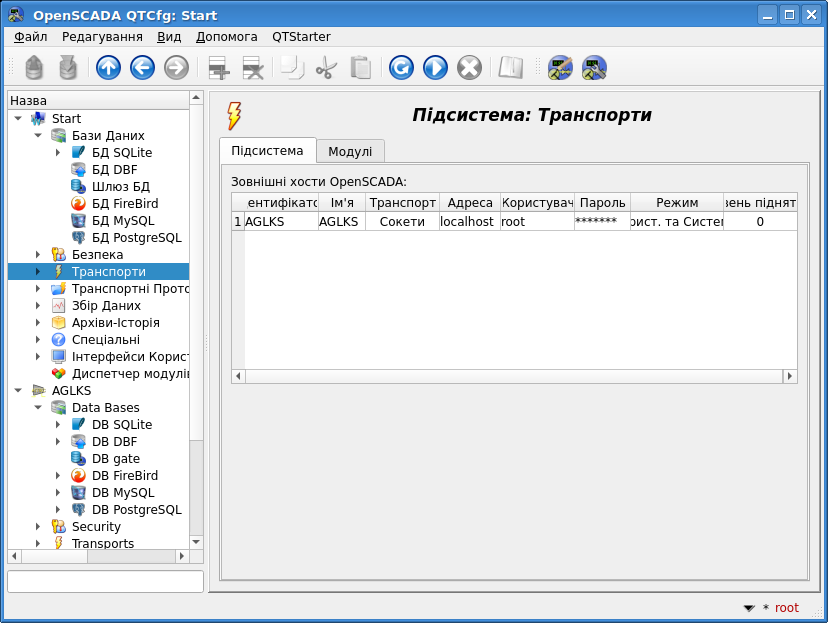 OpenSCADA QTCfg: Start
Файл Редагування Вид Допомога QTStarter
Назва
Start
Бази Даних
БД SQLite
БД DBF
Шлюз БД
БД FireBird
БД MySQL
БД PostgreSQL
Безпека
Транспорти
Транспортні Прото
Збір Даних
Архіви-Історія
Спеціальні
Інтерфейси Корист
Диспетчер модулів
AGLKS
Data Bases
DB SQLite
DB DBF
DB gate
DB FireBird
DB MySQL
DB PostgreSQL
Security
Transports
Підсистема: Транспорти
Підсистема Модулі
Зовнішні хости OpenSCADA:
ентифікато Ім'я Транспорт Адреса Користувач Пароль Режим зень піднят
1 AGLKS AGLKS Сокети localhost root ******* рист. та Систем 0
* root